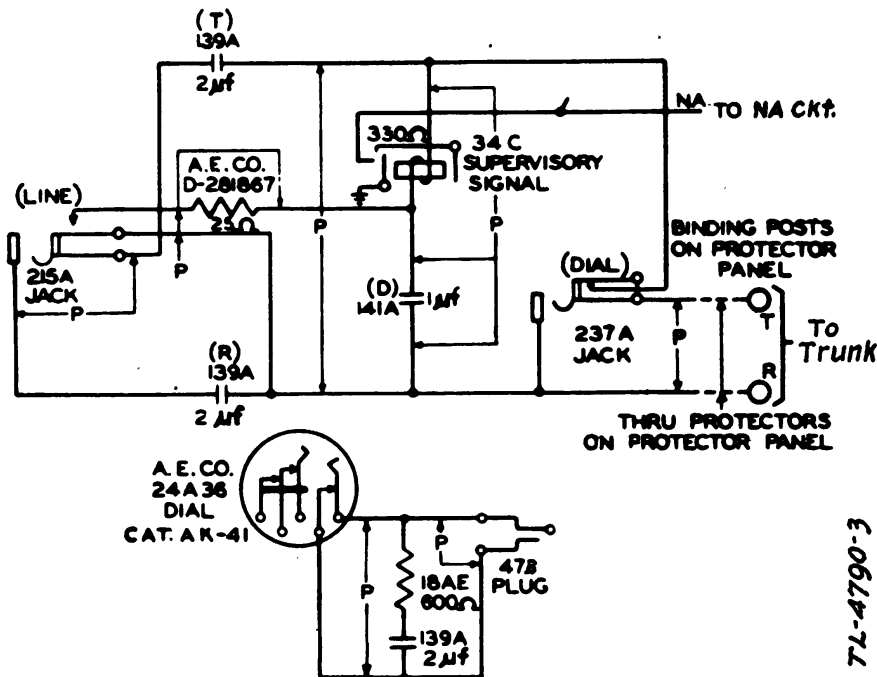 (T)
139A
2µf
NA TO NA CKt.
330Ω
34 C
SUPERVISORY
SIGNAL
A.E. CO.
D-281867
25Ω
(LINE)
P
P
P
P
215A
JACK
P
(D)
141A
1µf
(DIAL)
237A
JACK
BINDING POSTS
ON PROTECTOR
PANEL
P
T
R
To
Trunk
(R)
139A
2 µf
THRU PROTECTORS
ON PROTECTOR PANEL
A. E. CO.
24A36
DIAL
CAT. AK-41
P
P
18AE
600Ω
47B
PLUG
139A
2µf
TL-4790-3